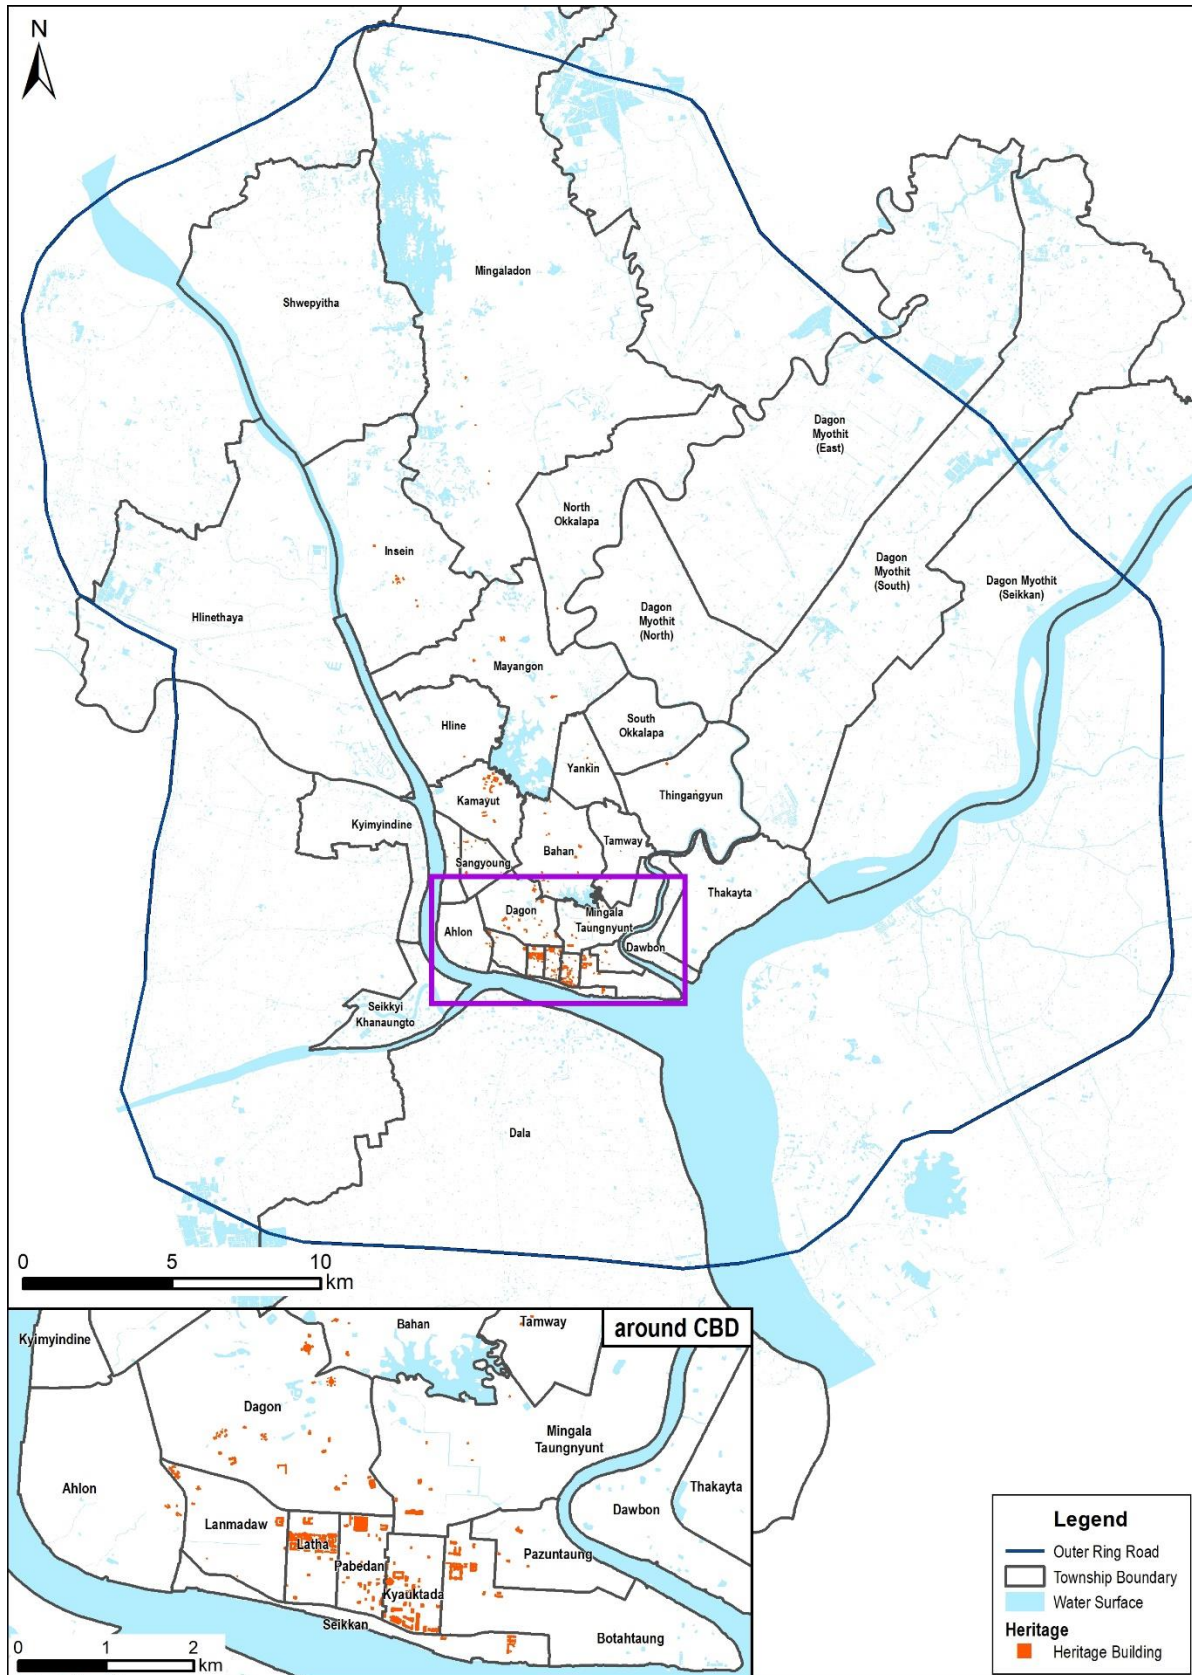 N
Mingaladon
Shwepyitha
Dagon
Myothit
(East)
North
Okkalapa
Insein
Dagon
Myothit
(South)
Dagon Myothit
(Seikkan)
Hlinethaya
Dagon
Myothit
(North)
Mayangon
Hline
South
Okkalapa
Yankin
Kamayut
Thingangyun
Kyimyindine
Tamway
Bahan
Sangyoung
Thakayta
Dagon
Mingala
Taungnyunt
Ahlon
Dawbon
Seikkyi
Khanaungto
Dala
0 5 10
km
around CBD
Kyimyindine
Bahan
Tamway
Dagon
Mingala
Taungnyunt
Ahlon
Thakayta
Dawbon
Lanmadaw
Latha
Pabedan
Pazuntaung
Kyauktada
Seikkan
Botahtaung
0 1 2
km
Legend
Outer Ring Road
Township Boundary
Water Surface
Heritage
Heritage Building